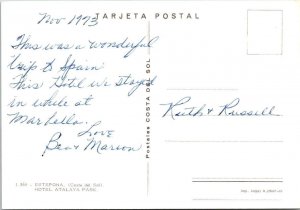 TARJETA POSTAL
Nov 1973
This was a wonderful
trip to Spain
This Hotel we stayed
in while at
Marbella.
Love
& Marion
Ruth & Russell
Postales COSTA DEL SOL
ESTEPONA. (Costa del Sol)
HOTEL ATALAYA PARK.